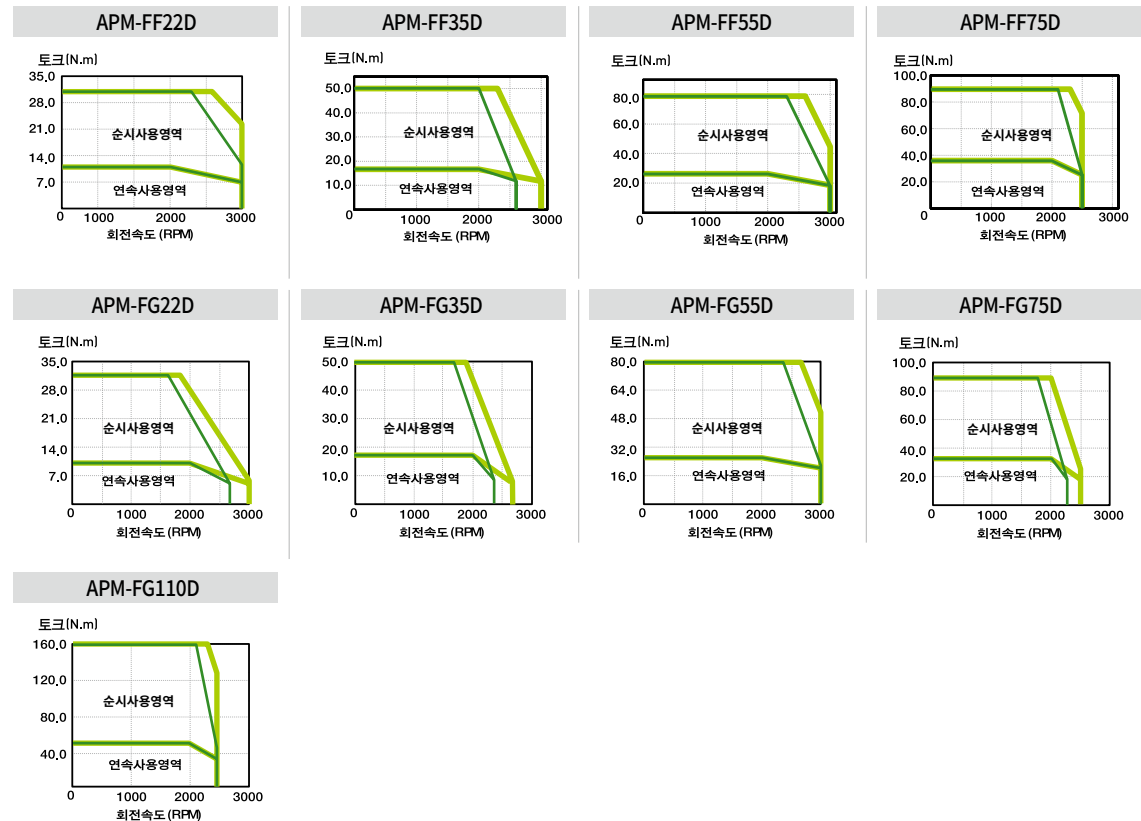 APM-FF22D
토크(N.m)
35.0
28.0
21.0
14.0
7.0
순시사용영역
연속사용영역
0 1000 2000 3000
회전속도 (RPM)
APM-FF35D
토크(N.m)
50.0
40.0
30.0
20.0
10.0
순시사용영역
연속사용영역
0 1000 2000 3000
회전속도 (RPM)
APM-FF55D
토크(N.m)
80.0
60.0
40.0
20.0
순시사용영역
연속사용영역
0 1000 2000 3000
회전속도 (RPM)
APM-FF75D
토크(N.m)
100.0
80.0
60.0
40.0
20.0
순시사용영역
연속사용영역
0 1000 2000 3000
회전속도 (RPM)
APM-FG22D
토크(N.m)
35.0
28.0
21.0
14.0
7.0
순시사용영역
연속사용영역
0 1000 2000 3000
회전속도 (RPM)
APM-FG35D
토크(N.m)
50.0
40.0
30.0
20.0
10.0
순시사용영역
연속사용영역
0 1000 2000 3000
회전속도 (RPM)
APM-FG55D
토크(N.m)
80.0
64.0
48.0
32.0
16.0
순시사용영역
연속사용영역
0 1000 2000 3000
회전속도 (RPM)
APM-FG75D
토크(N.m)
100.0
80.0
60.0
40.0
20.0
순시사용영역
연속사용영역
0 1000 2000 3000
회전속도 (RPM)
APM-FG110D
토크(N.m)
160.0
120.0
80.0
40.0
순시사용영역
연속사용영역
0 1000 2000 3000
회전속도 (RPM)